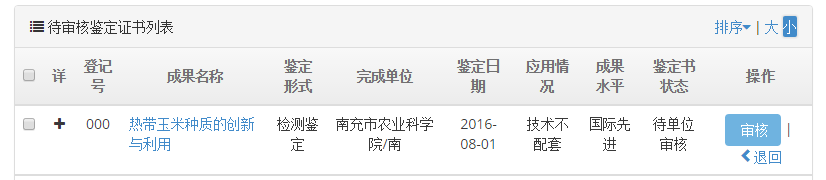 待审核鉴定证书列表 排序 | 大 小
详 登记号 成果名称 鉴定形式 完成单位 鉴定日期 应用情况 成果水平 鉴定书状态 操作
000 热带玉米种质的创新 检测鉴 南充市农业科学 2016- 技术不 国际先 待单位 审核 |
与利用 定 院/南 08-01 配套 进 审核 退回